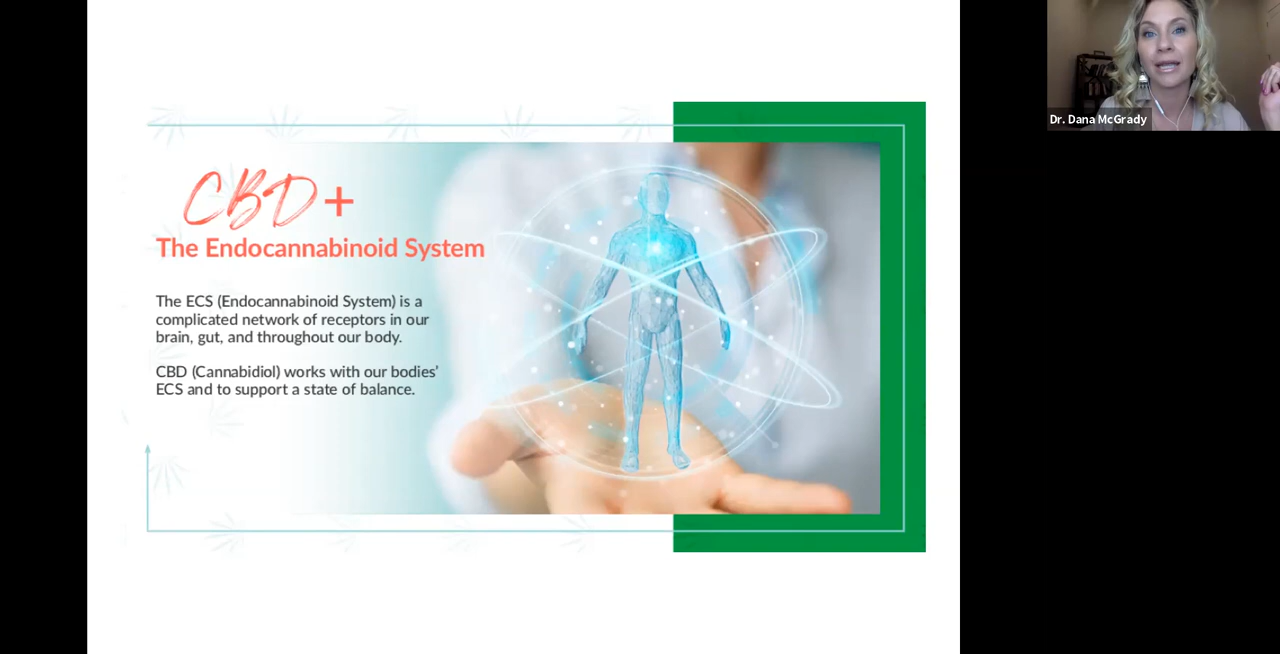 CBD+
The Endocannabinoid System
The ECS (Endocannabinoid System) is a
complicated network of receptors in our
brain, gut, and throughout our body.
CBD (Cannabidiol) works with our bodies'
ECS and to support a state of balance.
Dr. Dana McGrady